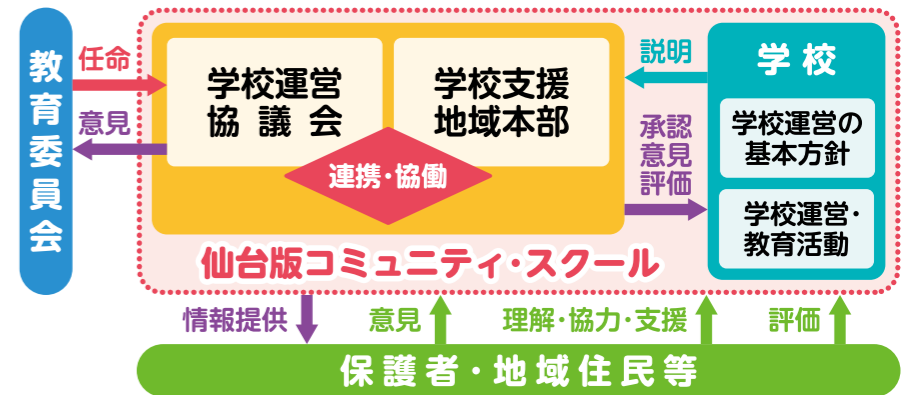 教育委員会
任命
意見
学校運営
協議会
学校支援
地域本部
連携・協働
説明
承認
意見
評価
学校
学校運営の
基本方針
学校運営・
教育活動
仙台版コミュニティ・スクール
情報提供
意見
理解・協力・支援
評価
保護者・地域住民等